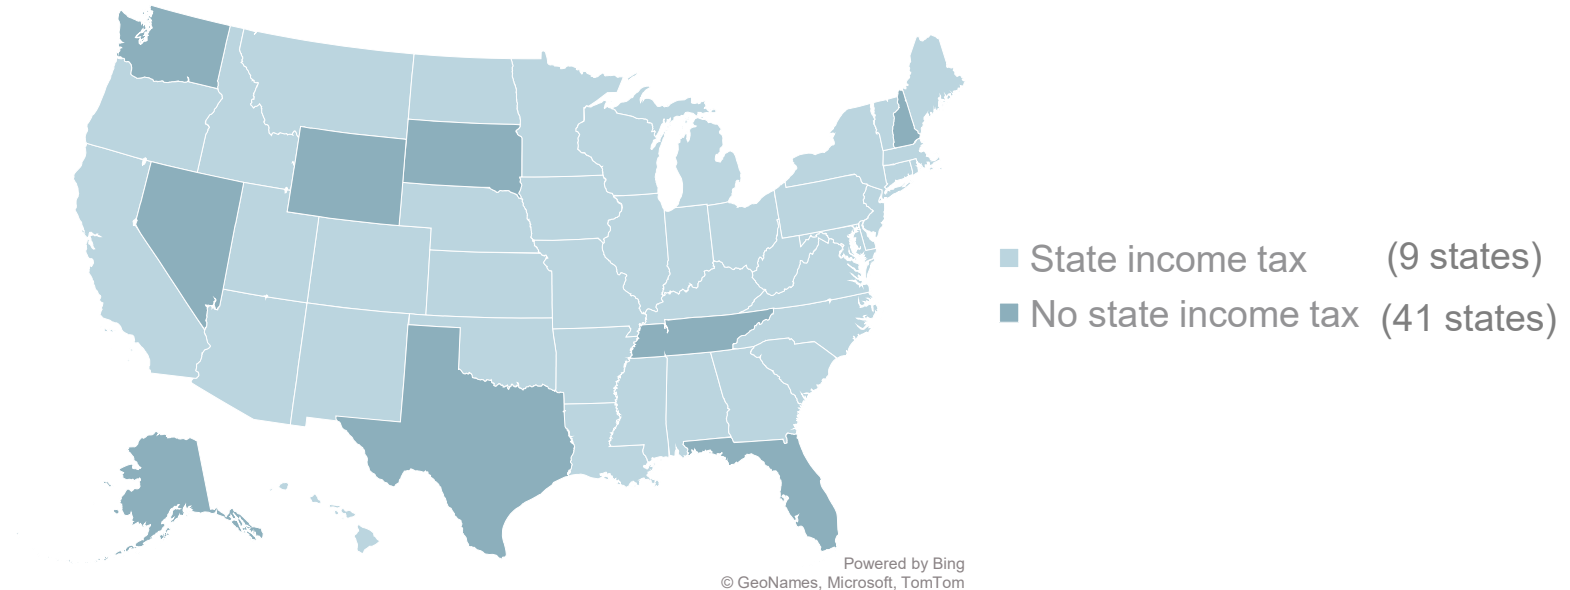 State income tax (9 states)
No state income tax (41 states)
Powered by Bing
© GeoNames, Microsoft, TomTom